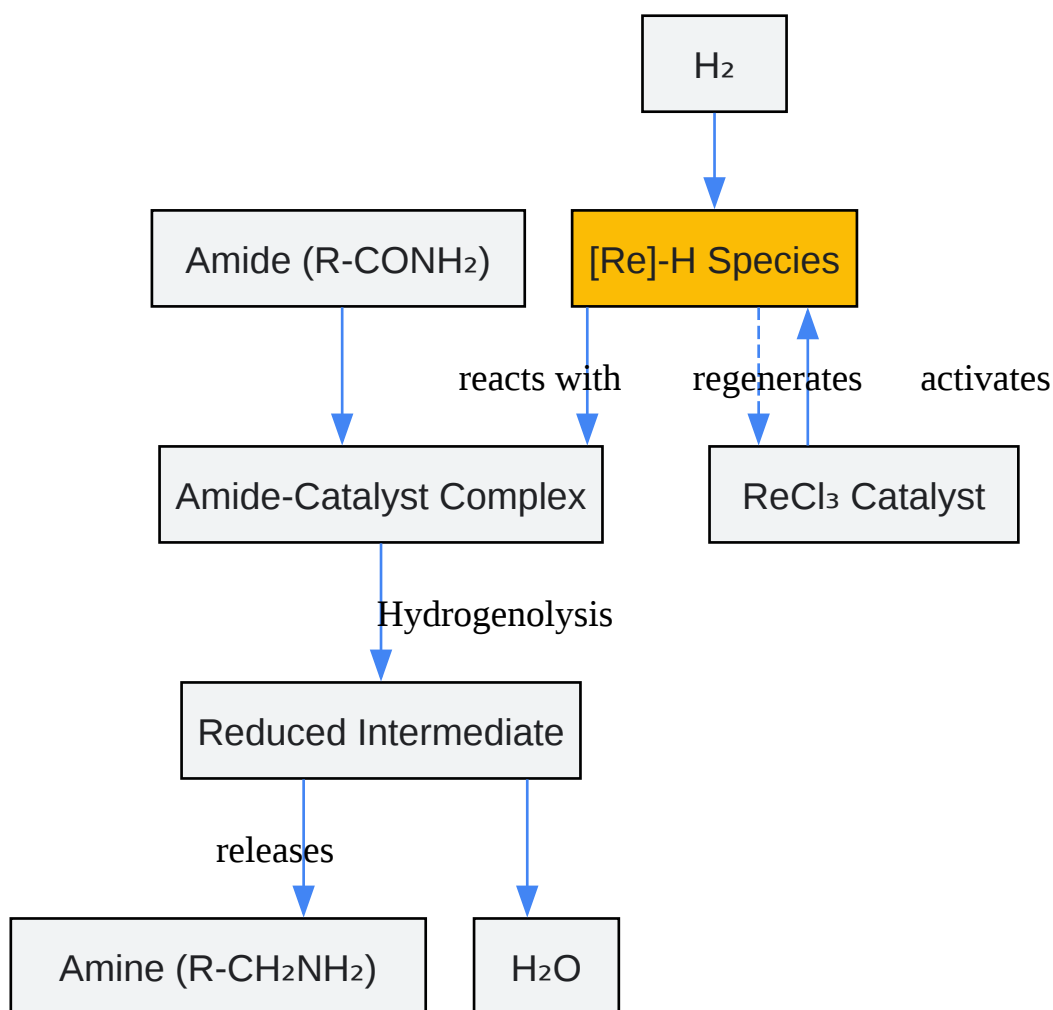 H₂
Amide (R-CONH₂)
[Re]-H Species
reacts with
regenerates
activates
Amide-Catalyst Complex
ReCl₃ Catalyst
Hydrogenolysis
Reduced Intermediate
releases
Amine (R-CH₂NH₂)
H₂O